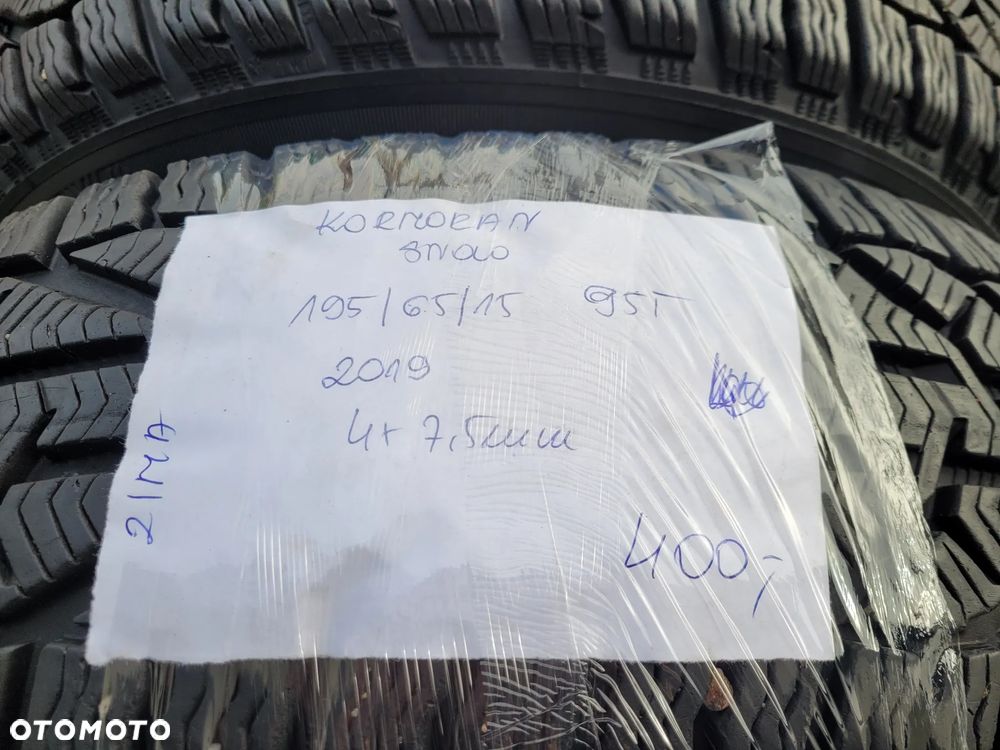 KORMORAN
SNOW
195/65/15 95T
2019
4x 7,5mm
ZIMA
400,-
OTOMOTO